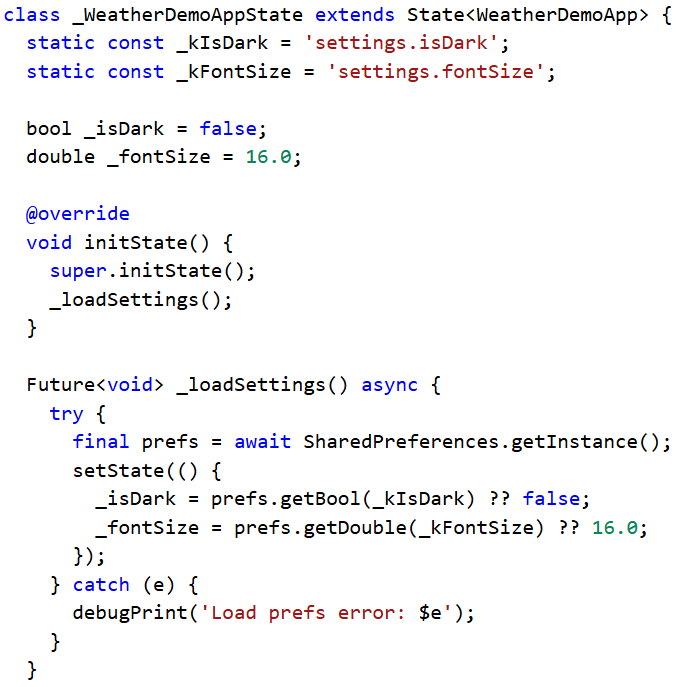 class _WeatherDemoAppState extends State<WeatherDemoApp> {
  static const _kIsDark = 'settings.isDark';
  static const _kFontSize = 'settings.fontSize';

  bool _isDark = false;
  double _fontSize = 16.0;

  @override
  void initState() {
    super.initState();
    _loadSettings();
  }

  Future<void> _loadSettings() async {
    try {
      final prefs = await SharedPreferences.getInstance();
      setState(() {
        _isDark = prefs.getBool(_kIsDark) ?? false;
        _fontSize = prefs.getDouble(_kFontSize) ?? 16.0;
      });
    } catch (e) {
      debugPrint('Load prefs error: $e');
    }
  }